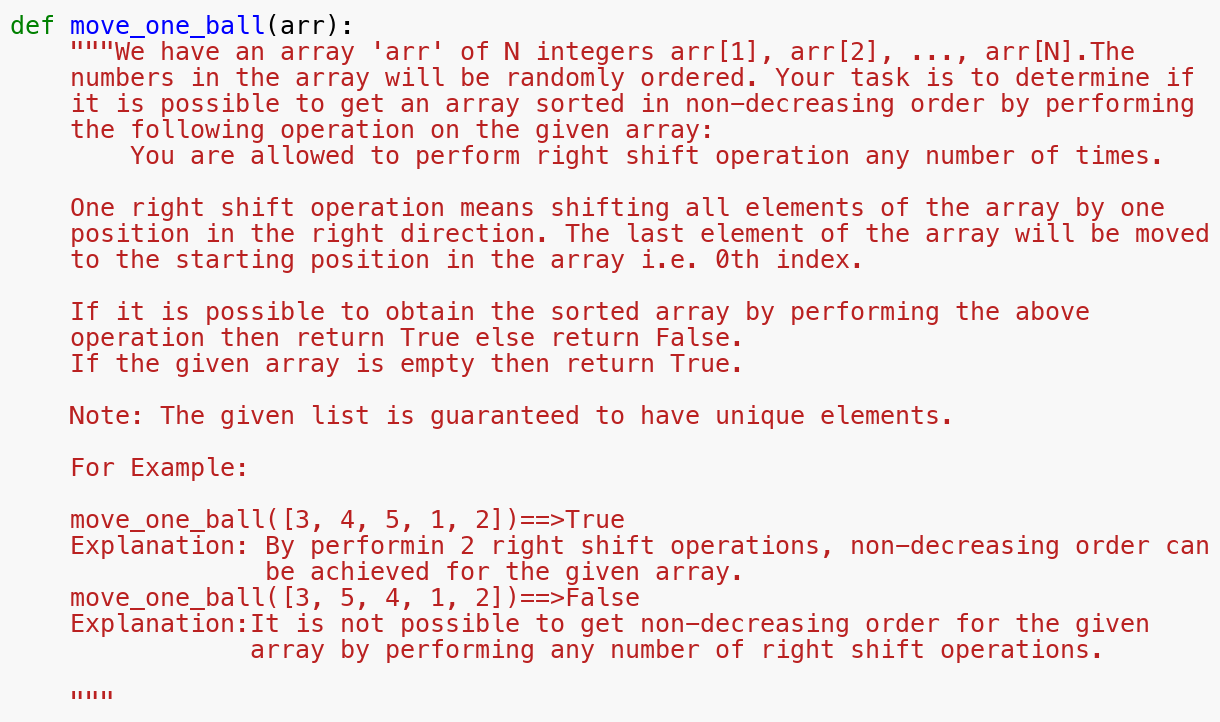 def move_one_ball(arr):
    """We have an array 'arr' of N integers arr[1], arr[2], ..., arr[N].The
    numbers in the array will be randomly ordered. Your task is to determine if
    it is possible to get an array sorted in non-decreasing order by performing
    the following operation on the given array:
        You are allowed to perform right shift operation any number of times.

    One right shift operation means shifting all elements of the array by one
    position in the right direction. The last element of the array will be moved
    to the starting position in the array i.e. 0th index.

    If it is possible to obtain the sorted array by performing the above
    operation then return True else return False.
    If the given array is empty then return True.

    Note: The given list is guaranteed to have unique elements.

    For Example:

    move_one_ball([3, 4, 5, 1, 2])==>True
    Explanation: By performin 2 right shift operations, non-decreasing order can
                 be achieved for the given array.
    move_one_ball([3, 5, 4, 1, 2])==>False
    Explanation:It is not possible to get non-decreasing order for the given
                array by performing any number of right shift operations.

    """